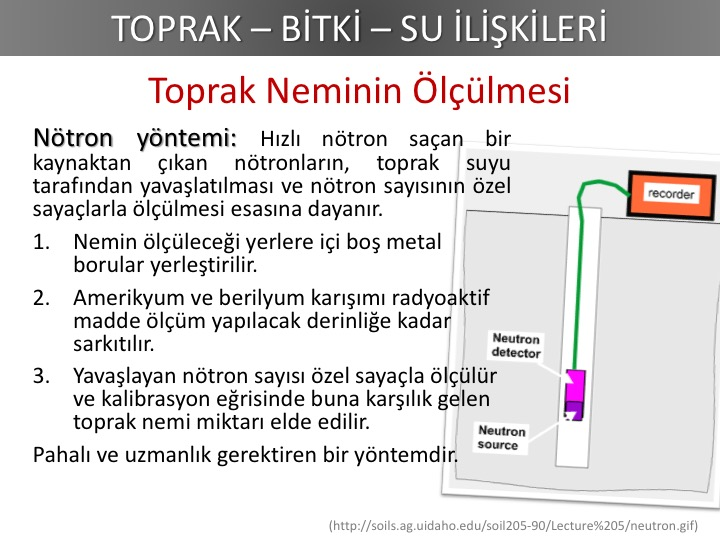 TOPRAK – BİTKİ – SU İLİŞKİLERİ
Toprak Neminin Ölçülmesi
Nötron yöntemi: Hızlı nötron saçan bir
kaynaktan çıkan nötronların, toprak suyu
tarafından yavaşlatılması ve nötron sayısının özel
sayaçlarla ölçülmesi esasına dayanır.
1. Nemin ölçüleceği yerlere içi boş metal
borular yerleştirilir.
2. Amerikyum ve berilyum karışımı radyoaktif
madde ölçüm yapılacak derinliğe kadar
sarkıtılır.
3. Yavaşlayan nötron sayısı özel sayaçla ölçülür
ve kalibrasyon eğrisinde buna karşılık gelen
toprak nemi miktarı elde edilir.
Pahalı ve uzmanlık gerektiren bir yöntemdir.
recorder
Neutron
detector
Neutron
source
(http://soils.ag.uidaho.edu/soil205-90/Lecture%205/neutron.gif)